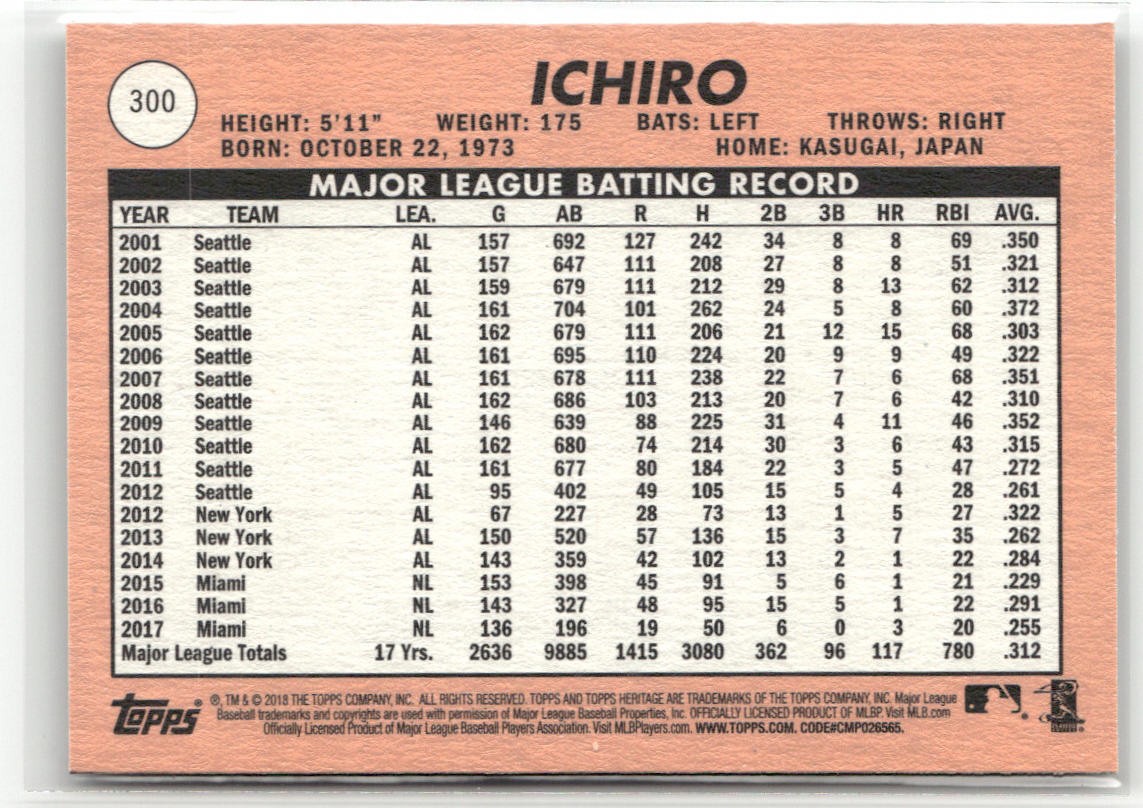 300
ICHIRO
HEIGHT: 5'11" WEIGHT: 175 BATS: LEFT THROWS: RIGHT
BORN: OCTOBER 22, 1973 HOME: KASUGAI, JAPAN
MAJOR LEAGUE BATTING RECORD
YEAR TEAM LEA. G AB R H 2B 3B HR RBI AVG.
2001 Seattle AL 157 692 127 242 34 8 8 69 .350
2002 Seattle AL 157 647 111 208 27 8 8 51 .321
2003 Seattle AL 159 679 111 212 29 8 13 62 .312
2004 Seattle AL 161 704 101 262 24 5 8 60 .372
2005 Seattle AL 162 679 111 206 21 12 15 68 .303
2006 Seattle AL 161 695 110 224 20 9 9 49 .322
2007 Seattle AL 161 678 111 238 22 7 6 68 .351
2008 Seattle AL 162 686 103 213 20 7 6 42 .310
2009 Seattle AL 146 639 88 225 31 4 11 46 .352
2010 Seattle AL 162 680 74 214 30 3 6 43 .315
2011 Seattle AL 161 677 80 184 22 3 5 47 .272
2012 Seattle AL 95 402 49 105 15 5 4 28 .261
2012 New York AL 67 227 28 73 13 1 5 27 .322
2013 New York AL 150 520 57 136 15 3 7 35 .262
2014 New York AL 143 359 42 102 13 2 1 22 .284
2015 Miami NL 153 398 45 91 5 6 1 21 .229
2016 Miami NL 143 327 48 95 15 5 1 22 .291
2017 Miami NL 136 196 19 50 6 0 3 20 .255
Major League Totals 17 Yrs. 2636 9885 1415 3080 362 96 117 780 .312
Topps ®, TM & © 2018 THE TOPPS COMPANY, INC. ALL RIGHTS RESERVED. TOPPS AND TOPPS HERITAGE ARE TRADEMARKS OF THE TOPPS COMPANY, INC. Major League
Baseball trademarks and copyrights are used with permission of Major League Baseball Properties, Inc. OFFICIALLY LICENSED PRODUCT OF MLBP. Visit MLB.com
Officially Licensed Product of Major League Baseball Players Association. Visit MLBPlayers.com. WWW.TOPPS.COM. CODE#CMP026565.